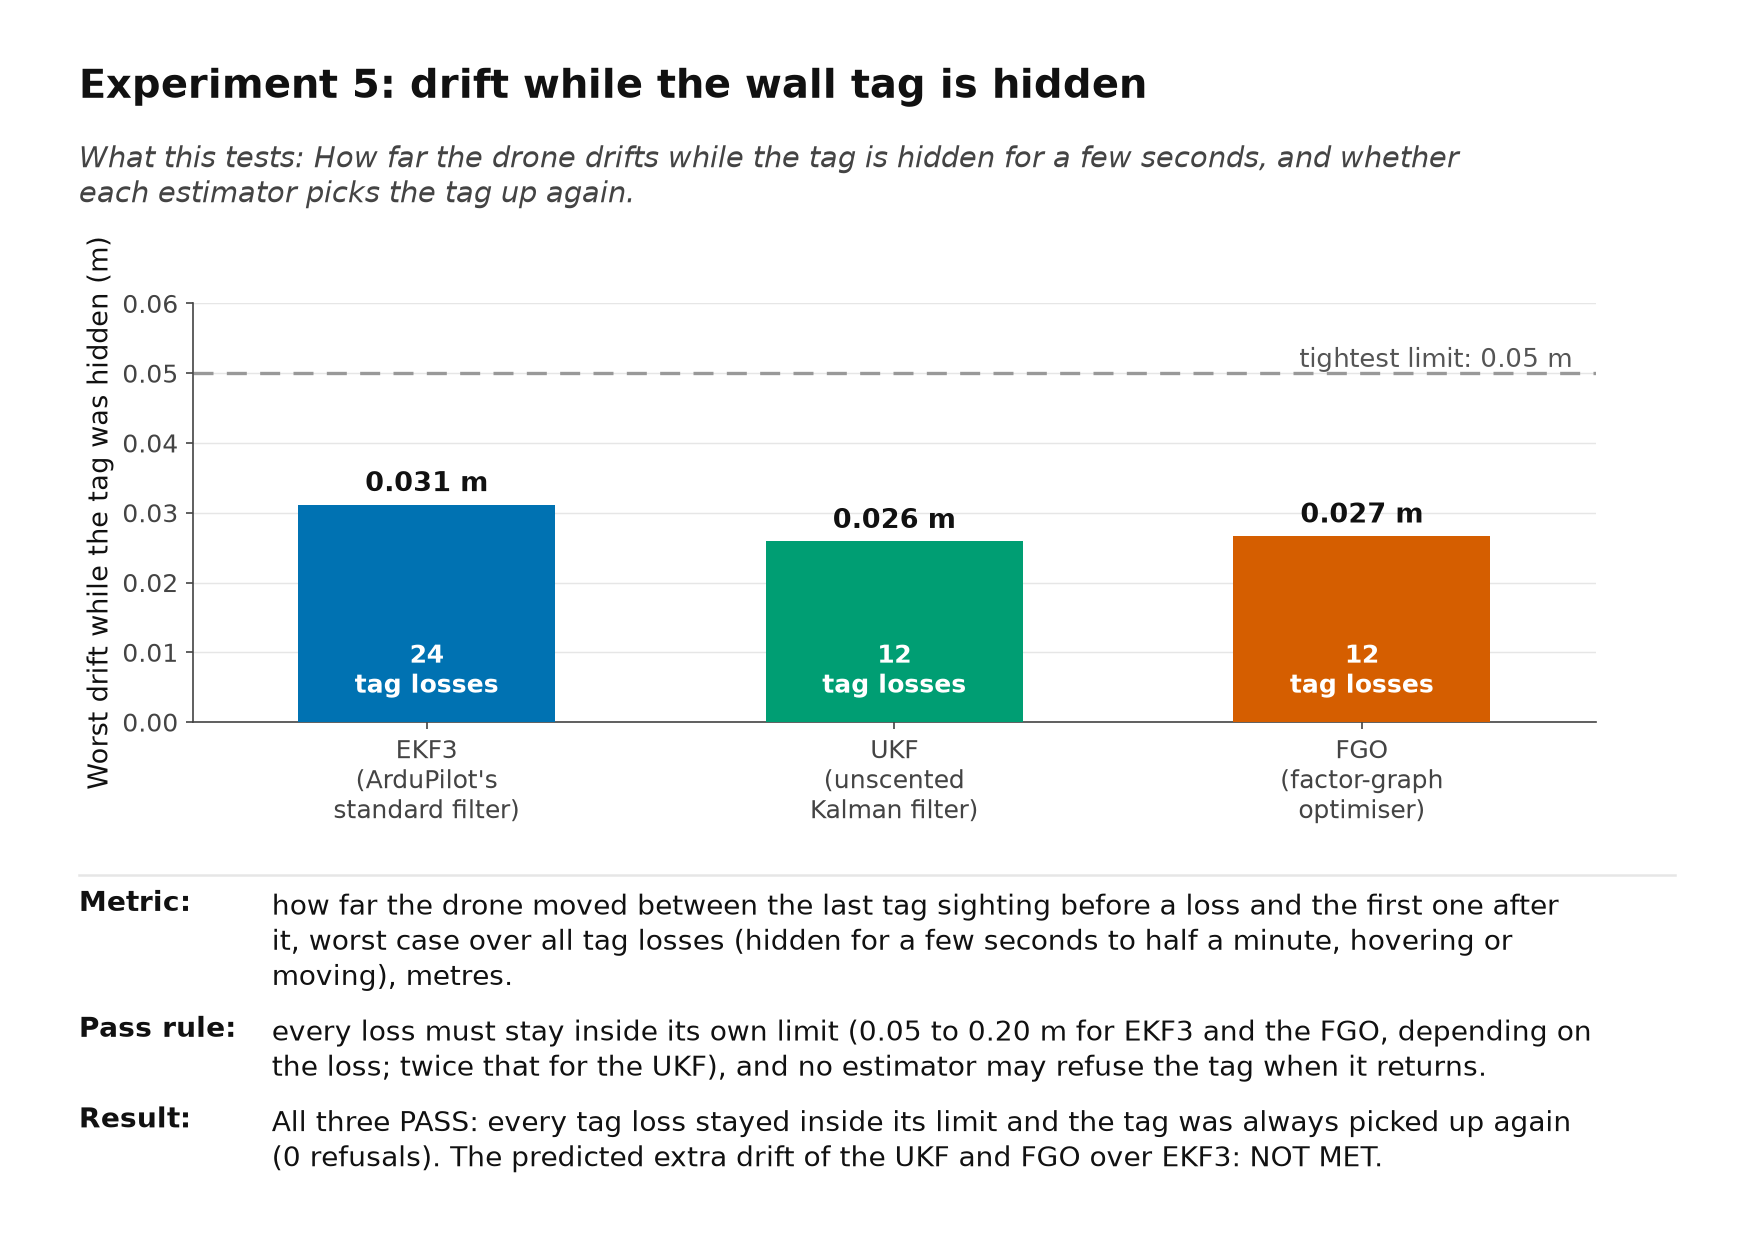 Experiment 5: drift while the wall tag is hidden
What this tests: How far the drone drifts while the tag is hidden for a few seconds, and whether
each estimator picks the tag up again.
Worst drift while the tag was hidden (m)
0.06
0.05
0.04
0.03
0.02
0.01
0.00
tightest limit: 0.05 m
0.031 m
0.026 m
0.027 m
24
tag losses
12
tag losses
12
tag losses
EKF3
(ArduPilot's
standard filter)
UKF
(unscented
Kalman filter)
FGO
(factor-graph
optimiser)
Metric:
how far the drone moved between the last tag sighting before a loss and the first one after
it, worst case over all tag losses (hidden for a few seconds to half a minute, hovering or
moving), metres.
Pass rule:
every loss must stay inside its own limit (0.05 to 0.20 m for EKF3 and the FGO, depending on
the loss; twice that for the UKF), and no estimator may refuse the tag when it returns.
Result:
All three PASS: every tag loss stayed inside its limit and the tag was always picked up again
(0 refusals). The predicted extra drift of the UKF and FGO over EKF3: NOT MET.